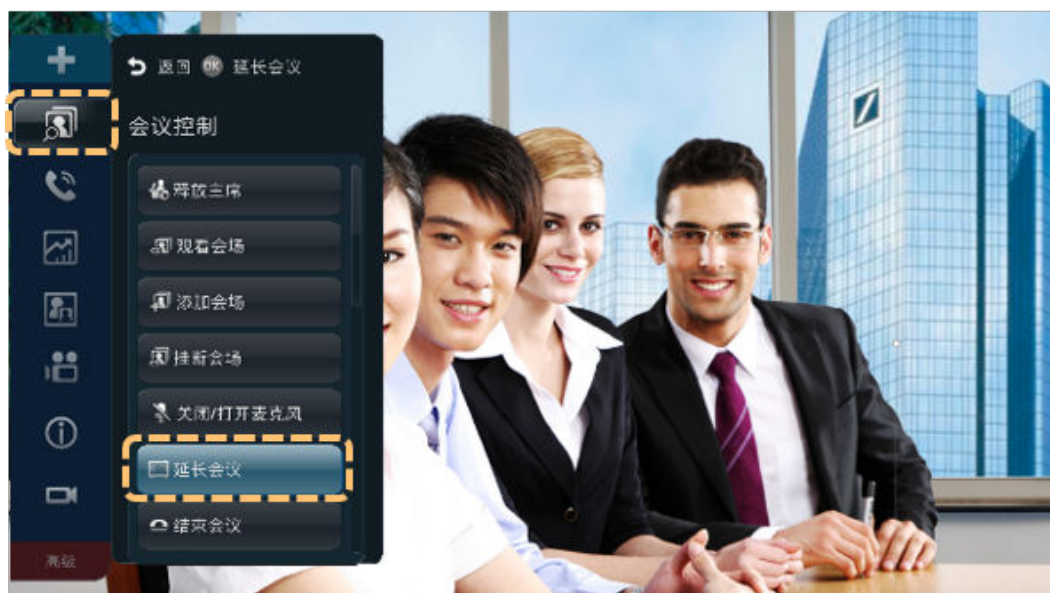 返回 OK 延长会议
会议控制
释放主席
观看会场
添加会场
挂断会场
关闭/打开麦克风
延长会议
结束会议
高级